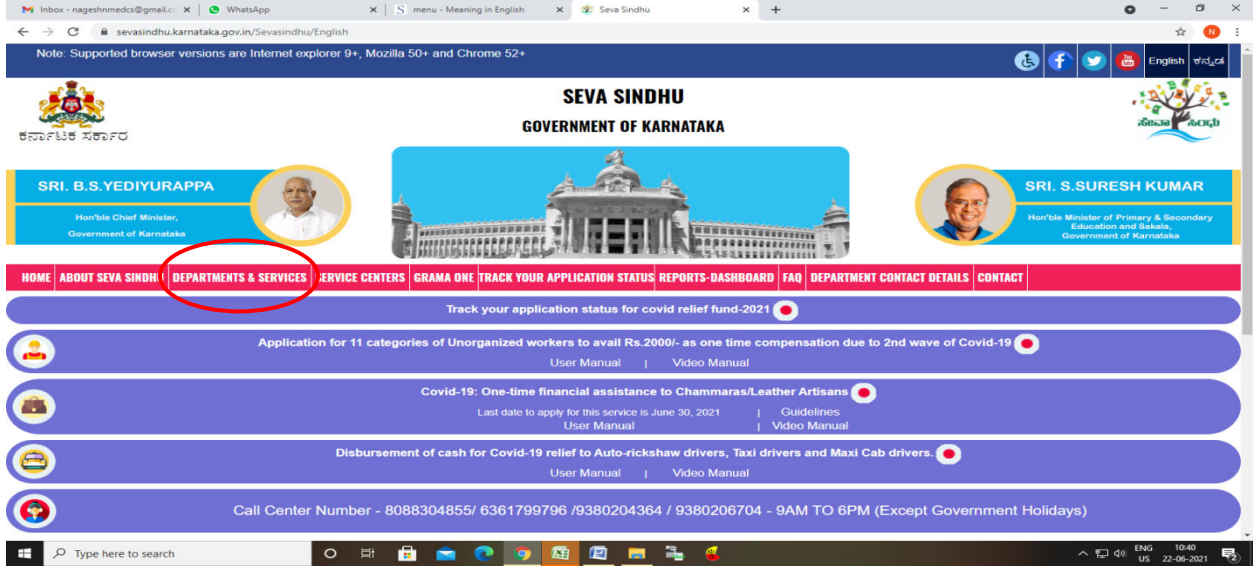 Inbox - nageshnmedcs@gmail.c
WhatsApp
menu - Meaning in English
Seva Sindhu
sevasindhu.karnataka.gov.in/Sevasindhu/English
N
Note: Supported browser versions are Internet explorer 9+, Mozilla 50+ and Chrome 52+
English
ಕನ್ನಡ
ಕರ್ನಾಟಕ ಸರ್ಕಾರ
SEVA SINDHU
GOVERNMENT OF KARNATAKA
ಸೇವಾ ಸಿಂಧು
SRI. B.S.YEDIYURAPPA
Hon'ble Chief Minister,
Government of Karnataka
SRI. S.SURESH KUMAR
Hon'ble Minister of Primary & Secondary
Education and Sakala,
Government of Karnataka
HOME ABOUT SEVA SINDHU DEPARTMENTS & SERVICES SERVICE CENTERS GRAMA ONE TRACK YOUR APPLICATION STATUS REPORTS-DASHBOARD FAQ DEPARTMENT CONTACT DETAILS CONTACT
Track your application status for covid relief fund-2021
Application for 11 categories of Unorganized workers to avail Rs.2000/- as one time compensation due to 2nd wave of Covid-19
User Manual | Video Manual
Covid-19: One-time financial assistance to Chammaras/Leather Artisans
Last date to apply for this service is June 30, 2021 | Guidelines
User Manual | Video Manual
Disbursement of cash for Covid-19 relief to Auto-rickshaw drivers, Taxi drivers and Maxi Cab drivers.
User Manual | Video Manual
Call Center Number - 8088304855/ 6361799796 /9380204364 / 9380206704 - 9AM TO 6PM (Except Government Holidays)
Type here to search
ENG
US
10:40
22-06-2021
2